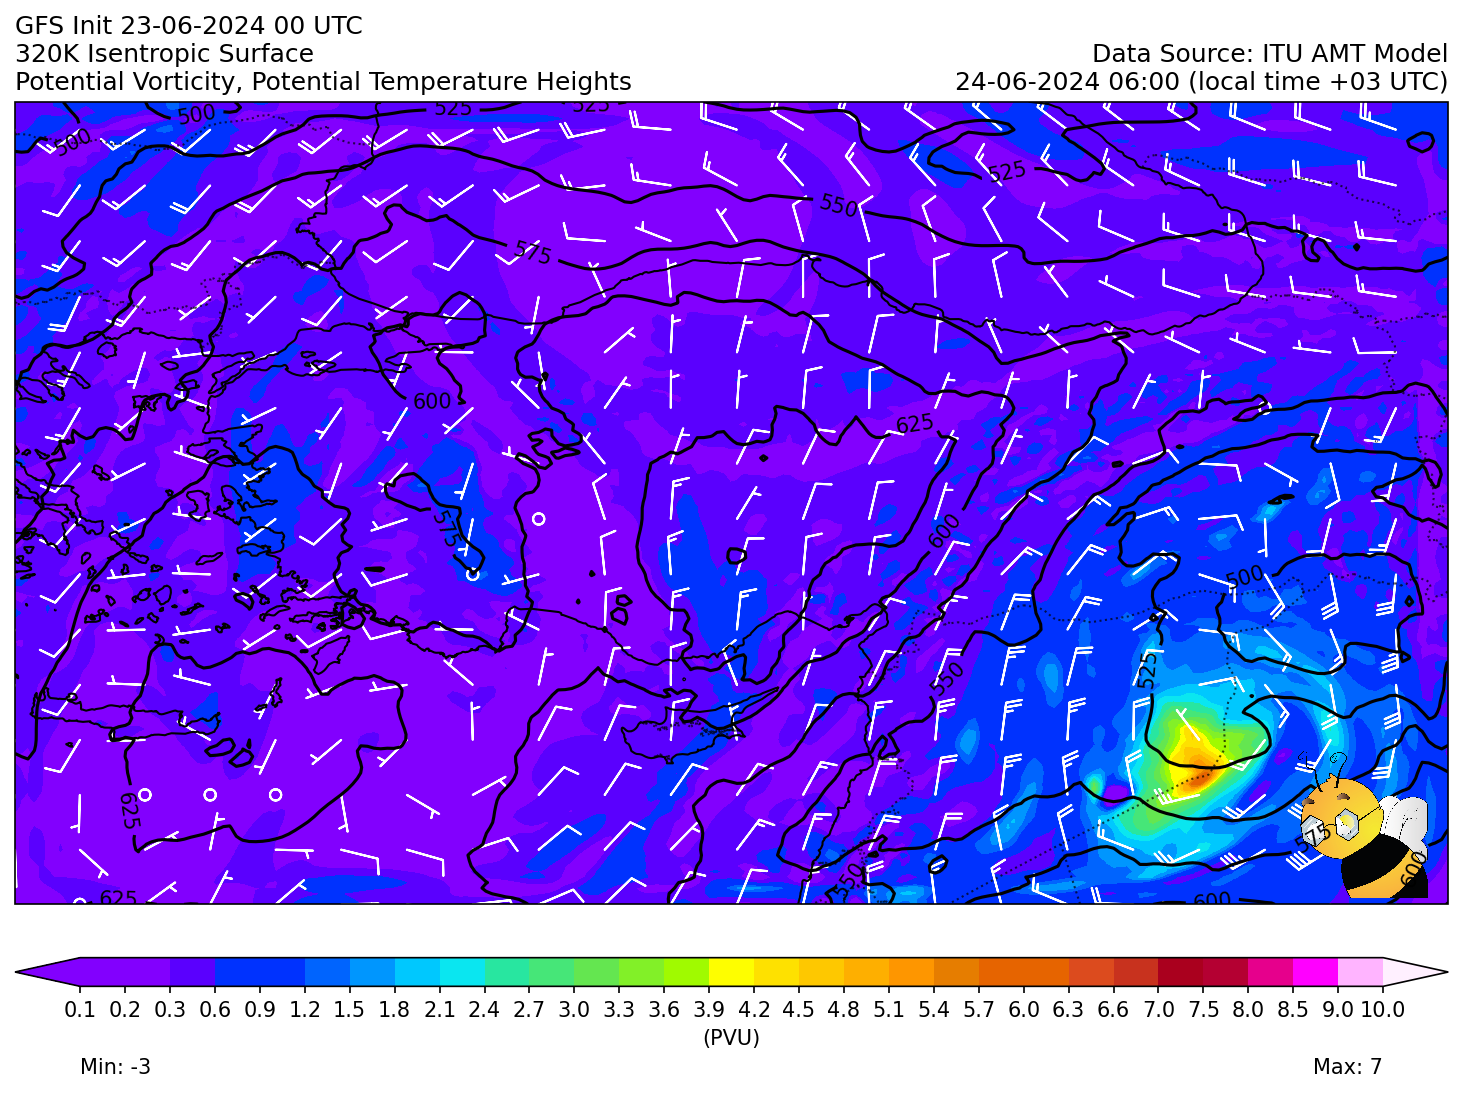 GFS Init 23-06-2024 00 UTC
320K Isentropic Surface
Data Source: ITU AMT Model
Potential Vorticity, Potential Temperature Heights
24-06-2024 06:00 (local time +03 UTC)
500
500
525
525
525
550
575
600
625
575
600
500
550
525
625
575
550
600
625
600
0.1 0.2 0.3 0.6 0.9 1.2 1.5 1.8 2.1 2.4 2.7 3.0 3.3 3.6 3.9 4.2 4.5 4.8 5.1 5.4 5.7 6.0 6.3 6.6 7.0 7.5 8.0 8.5 9.0 10.0
(PVU)
Min: -3
Max: 7